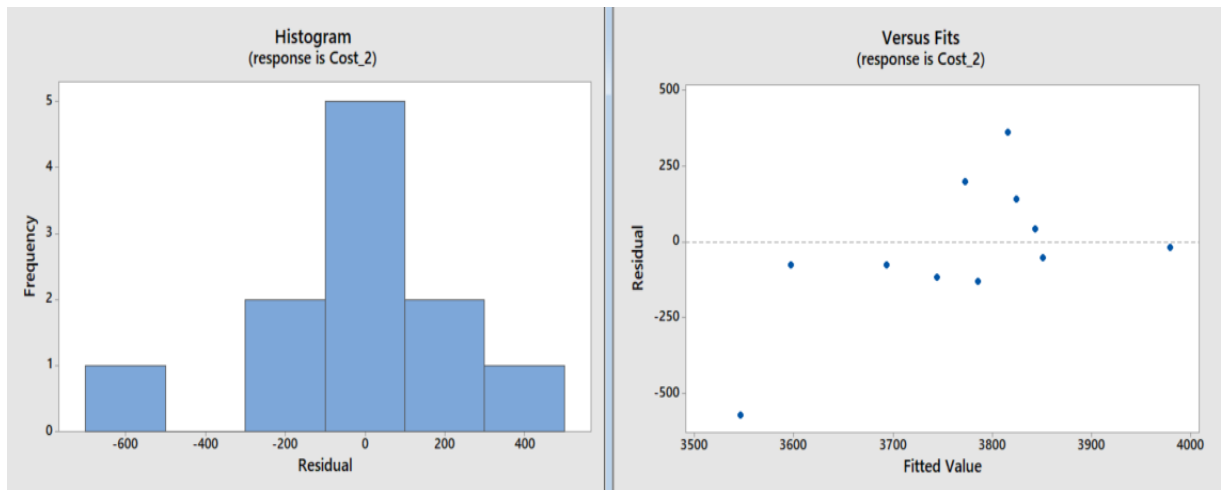 Histogram
(response is Cost_2)
Frequency
5
4
3
2
1
0
-600 -400 -200 0 200 400
Residual
Versus Fits
(response is Cost_2)
Residual
500
250
0
-250
-500
3500 3600 3700 3800 3900 4000
Fitted Value